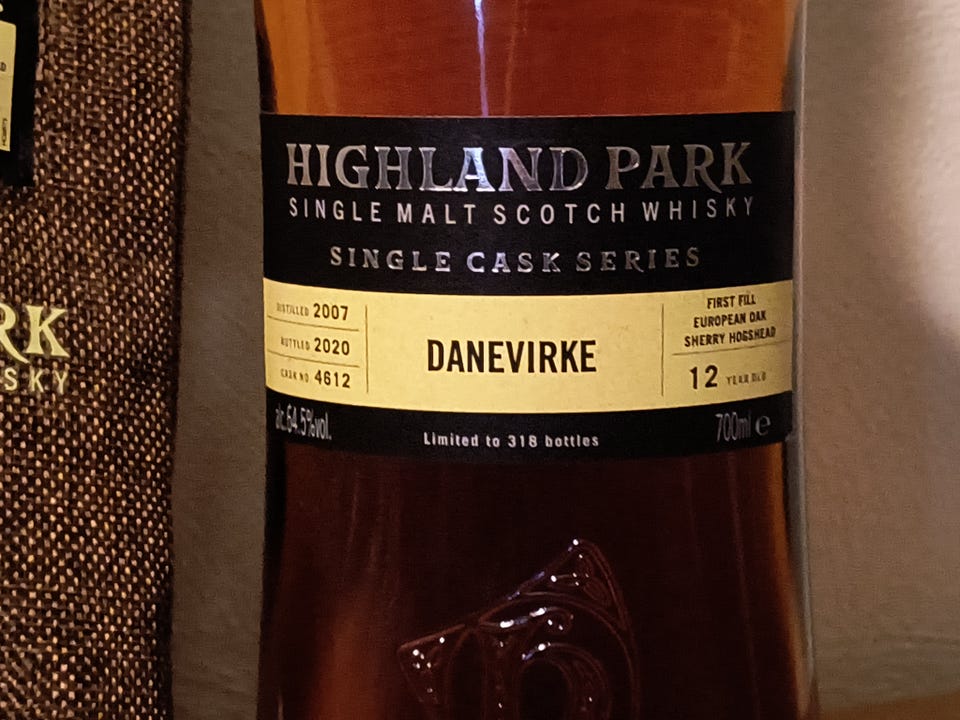 HIGHLAND PARK
SINGLE MALT SCOTCH WHISKY
SINGLE CASK SERIES
DISTILLED 2007
BOTTLED 2020
CASK NO. 4612
DANEVIRKE
FIRST FILL
EUROPEAN OAK
SHERRY HOGSHEAD
12 YEAR OLD
alc.64.5%vol.
Limited to 318 bottles
700ml e
RK
SKY